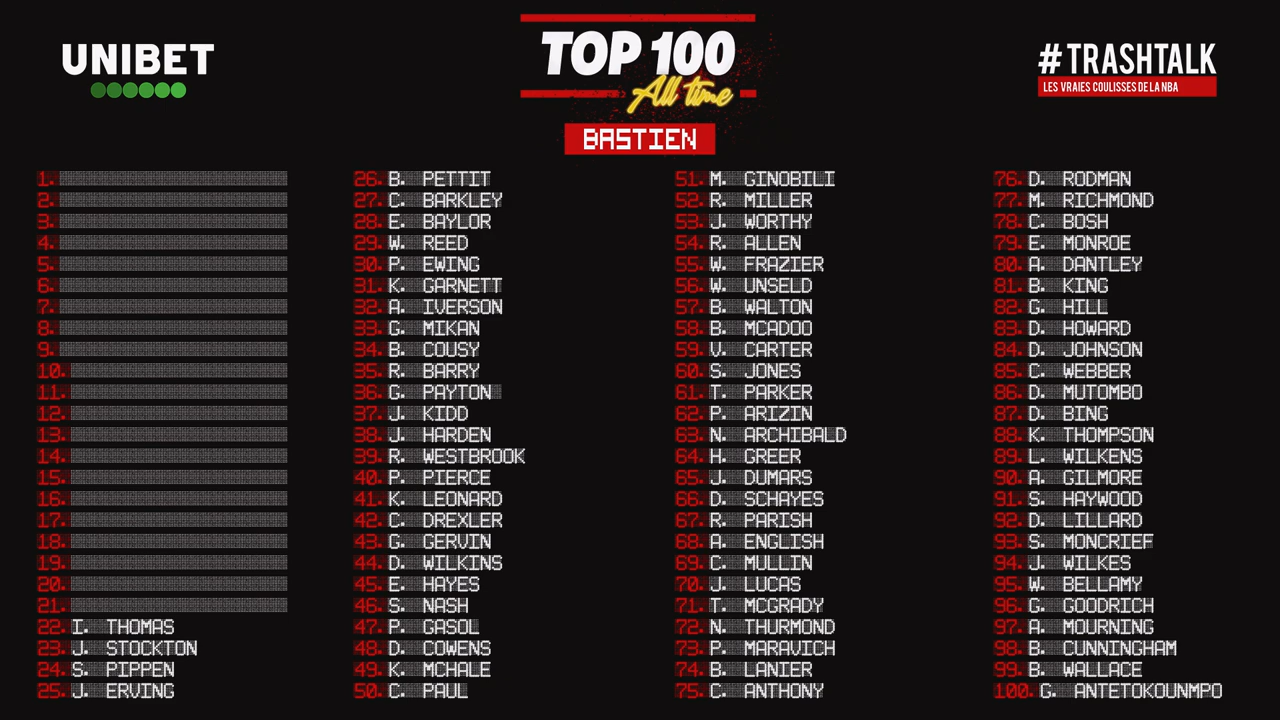 UNIBET
TOP 100
All time
#TRASHTALK
LES VRAIES COULISSES DE LA NBA
BASTIEN
1.
2.
3.
4.
5.
6.
7.
8.
9.
10.
11.
12.
13.
14.
15.
16.
17.
18.
19.
20.
21.
22. I. THOMAS
23. J. STOCKTON
24. S. PIPPEN
25. J. ERVING
26. B. PETTIT
27. C. BARKLEY
28. E. BAYLOR
29. W. REED
30. P. EWING
31. K. GARNETT
32. A. IVERSON
33. G. MIKAN
34. B. COUSY
35. R. BARRY
36. G. PAYTON
37. J. KIDD
38. J. HARDEN
39. R. WESTBROOK
40. P. PIERCE
41. K. LEONARD
42. C. DREXLER
43. G. GERVIN
44. D. WILKINS
45. E. HAYES
46. S. NASH
47. P. GASOL
48. D. COWENS
49. K. MCHALE
50. C. PAUL
51. M. GINOBILI
52. R. MILLER
53. J. WORTHY
54. R. ALLEN
55. W. FRAZIER
56. W. UNSELD
57. B. WALTON
58. B. MCADOO
59. V. CARTER
60. S. JONES
61. T. PARKER
62. P. ARIZIN
63. N. ARCHIBALD
64. H. GREER
65. J. DUMARS
66. D. SCHAYES
67. R. PARISH
68. A. ENGLISH
69. C. MULLIN
70. J. LUCAS
71. T. MCGRADY
72. N. THURMOND
73. P. MARAVICH
74. B. LANIER
75. C. ANTHONY
76. D. RODMAN
77. M. RICHMOND
78. C. BOSH
79. E. MONROE
80. A. DANTLEY
81. B. KING
82. G. HILL
83. D. HOWARD
84. D. JOHNSON
85. C. WEBBER
86. D. MUTOMBO
87. D. BING
88. K. THOMPSON
89. L. WILKENS
90. A. GILMORE
91. S. HAYWOOD
92. D. LILLARD
93. S. MONCRIEF
94. J. WILKES
95. W. BELLAMY
96. G. GOODRICH
97. A. MOURNING
98. B. CUNNINGHAM
99. B. WALLACE
100. G. ANTETOKOUNMPO